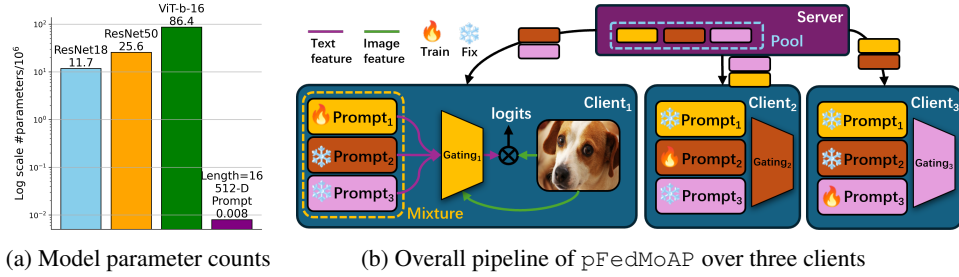 (a)
Log scale #parameters/10⁶
10²
10¹
10⁰
10⁻¹
10⁻²
ResNet18
11.7
ResNet50
25.6
ViT-b-16
86.4
Length=16
512-D
Prompt
0.008
Text
feature
Image
feature
Train
Fix
Server
Pool
Client₁
Prompt₁
Prompt₂
Prompt₃
Mixture
Gating₁
logits
Client₂
Prompt₁
Prompt₂
Prompt₃
Gating₂
Client₃
Prompt₁
Prompt₂
Prompt₃
Gating₃
(a) Model parameter counts
(b) Overall pipeline of pFedMoAP over three clients